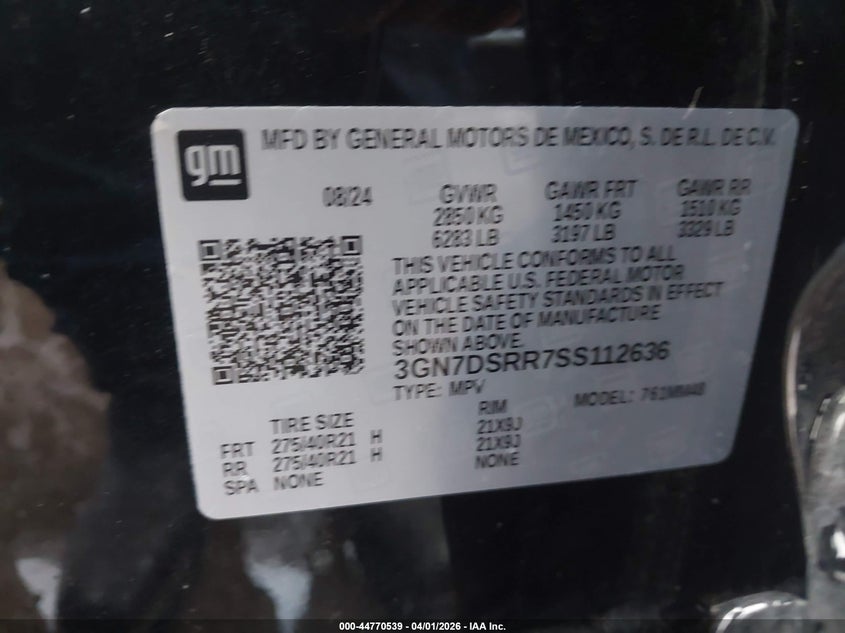 gm
MFD BY GENERAL MOTORS DE MEXICO, S. DE R.L. DE C.V.
08/24
GVWR
2850 KG
6283 LB
GAWR FRT
1450 KG
3197 LB
GAWR RR
1510 KG
3329 LB
THIS VEHICLE CONFORMS TO ALL
APPLICABLE U.S. FEDERAL MOTOR
VEHICLE SAFETY STANDARDS IN EFFECT
ON THE DATE OF MANUFACTURE
SHOWN ABOVE.
3GN7DSRR7SS112636
TYPE: MPV
MODEL:
TIRE SIZE
RIM
FRT 275/40R21 H 21X9J
RR 275/40R21 H 21X9J
SPA NONE NONE
000-44770539 - 04/01/2026 - IAA Inc.